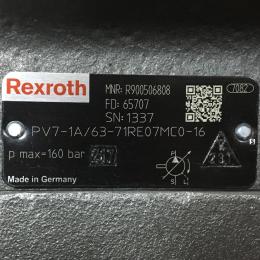 Rexroth
MNR: R900506808
7082
FD: 65707
SN: 1337
PV7-1A/63-71RE07MC0-16
p max=160 bar
P
S L
231
Made in Germany